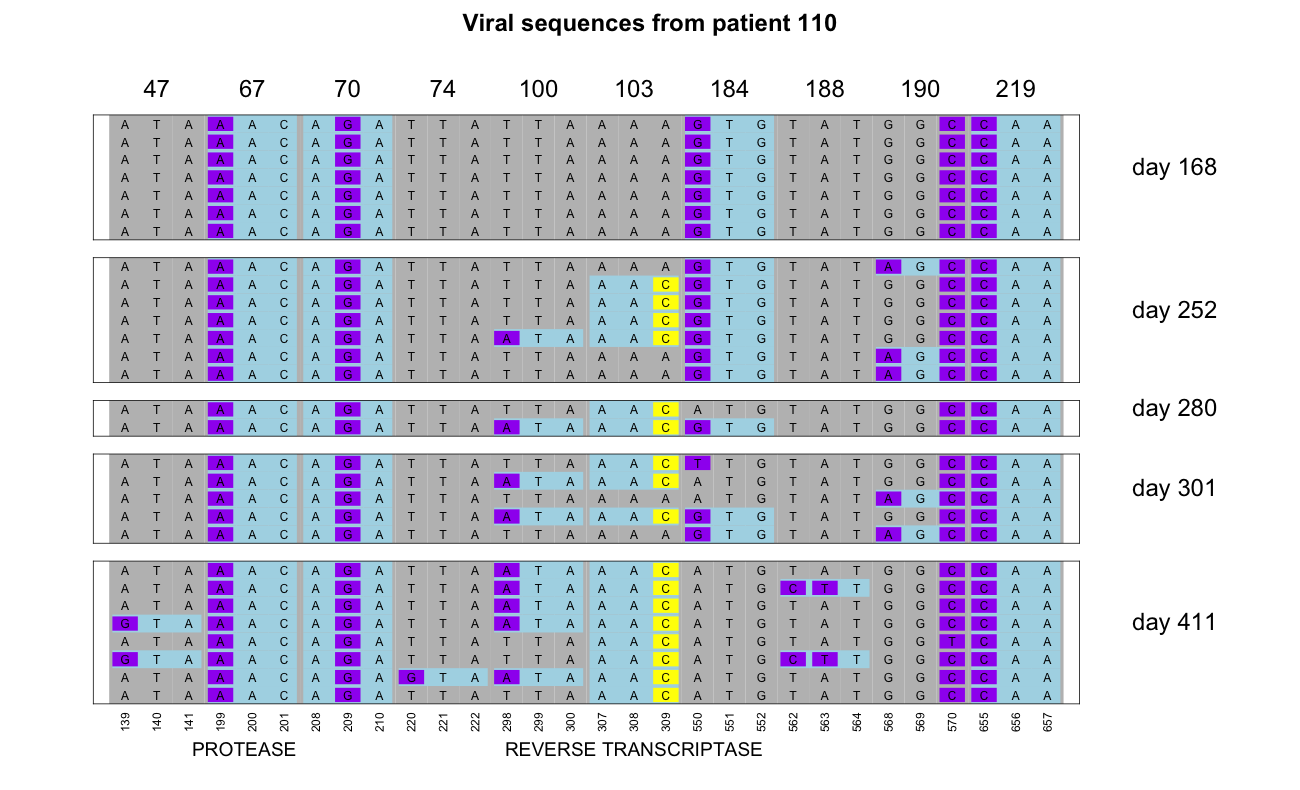 Viral sequences from patient 110
47 67 70 74 100 103 184 188 190 219
A T A A A C A G A T T A T T A A A A G T G T A T G G C C A A
A T A A A C A G A T T A T T A A A A G T G T A T G G C C A A
A T A A A C A G A T T A T T A A A A G T G T A T G G C C A A
A T A A A C A G A T T A T T A A A A G T G T A T G G C C A A
A T A A A C A G A T T A T T A A A A G T G T A T G G C C A A
A T A A A C A G A T T A T T A A A A G T G T A T G G C C A A
A T A A A C A G A T T A T T A A A A G T G T A T G G C C A A
day 168
A T A A A C A G A T T A T T A A A A G T G T A T A G C C A A
A T A A A C A G A T T A T T A A A C G T G T A T G G C C A A
A T A A A C A G A T T A T T A A A C G T G T A T G G C C A A
A T A A A C A G A T T A T T A A A C G T G T A T G G C C A A
A T A A A C A G A T T A A T A A A C G T G T A T G G C C A A
A T A A A C A G A T T A T T A A A A G T G T A T A G C C A A
A T A A A C A G A T T A T T A A A A G T G T A T A G C C A A
day 252
A T A A A C A G A T T A T T A A A C A T G T A T G G C C A A
A T A A A C A G A T T A A T A A A C G T G T A T G G C C A A
day 280
A T A A A C A G A T T A T T A A A C T T G T A T G G C C A A
A T A A A C A G A T T A A T A A A C A T G T A T G G C C A A
A T A A A C A G A T T A T T A A A A A T G T A T A G C C A A
A T A A A C A G A T T A A T A A A C G T G T A T G G C C A A
A T A A A C A G A T T A T T A A A A G T G T A T A G C C A A
day 301
A T A A A C A G A T T A A T A A A C A T G T A T G G C C A A
A T A A A C A G A T T A A T A A A C A T G C T T G G C C A A
A T A A A C A G A T T A A T A A A C A T G T A T G G C C A A
G T A A A C A G A T T A A T A A A C A T G T A T G G C C A A
A T A A A C A G A T T A T T A A A C A T G T A T G G T C A A
G T A A A C A G A T T A T T A A A C A T G C T T G G C C A A
A T A A A C A G A G T A A T A A A C A T G T A T G G C C A A
A T A A A C A G A T T A T T A A A C A T G T A T G G C C A A
day 411
139 140 141 199 200 201 208 209 210 220 221 222 298 299 300 307 308 309 550 551 552 562 563 564 568 569 570 655 656 657
PROTEASE REVERSE TRANSCRIPTASE